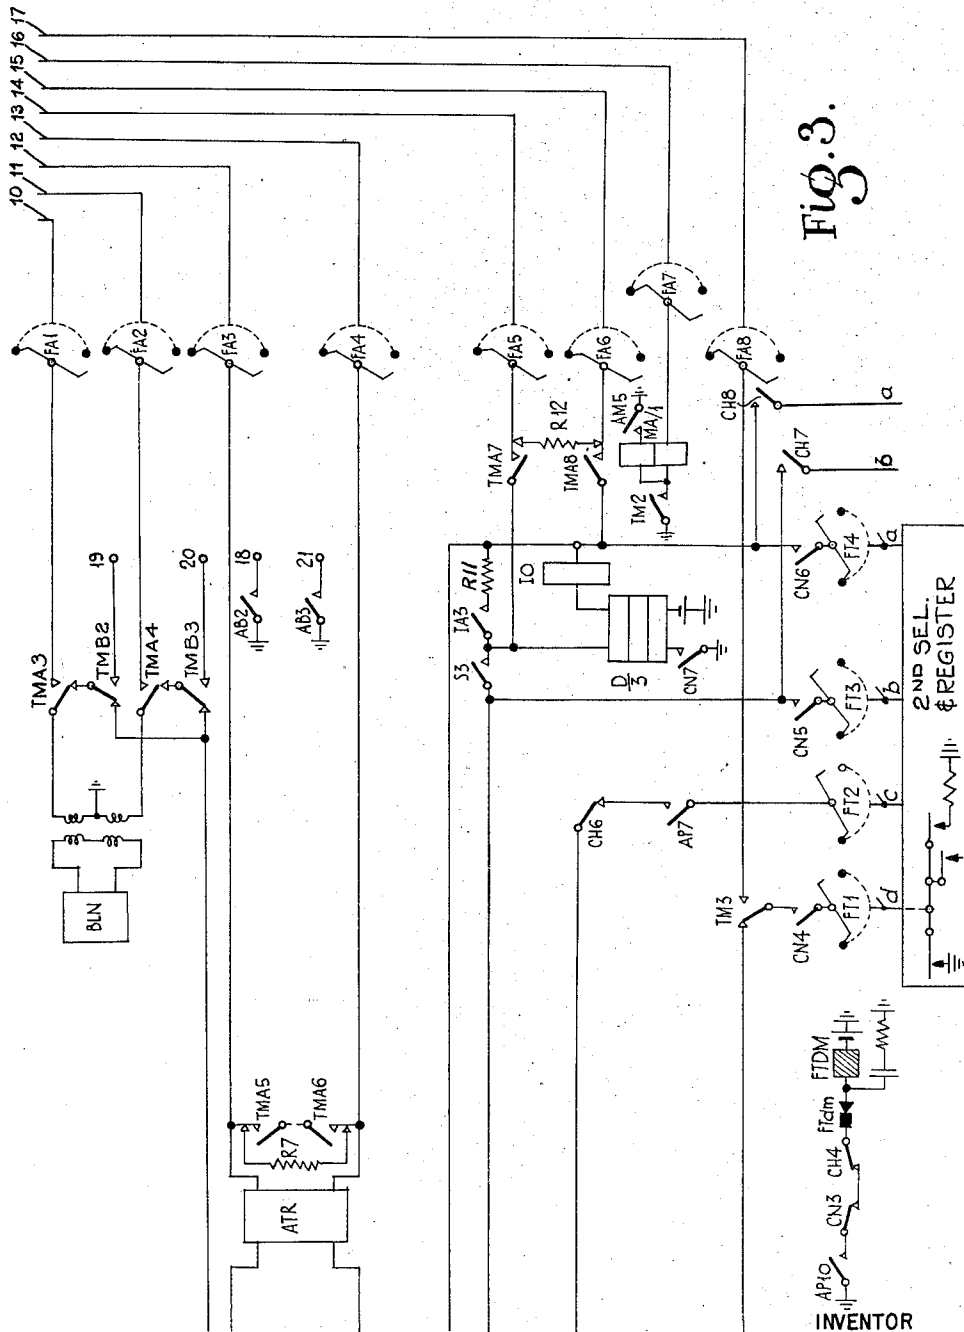 17
16
15
14
13
12
11
10
Fig. 3.
FA1
FA2
FA3
FA4
FA5
FA6
FA7
FA8
R12
AM5
MA/1
CH8
a
TMA7
TMA8
TM2
CH7
b
TMA3
TMB2
19
TMA4
TMB3
20
AB2
18
AB3
21
R11
IA3
S3
IO
D/3
CN7
CN6
FT4
a
CN5
FT3
b
2ND SEL.
& REGISTER
CH6
AP7
FT2
c
TM3
CN4
FT1
d
BLN
TMA5
TMA6
R7
ATR
FTDM
FTdm
CH4
CN3
AP10
INVENTOR